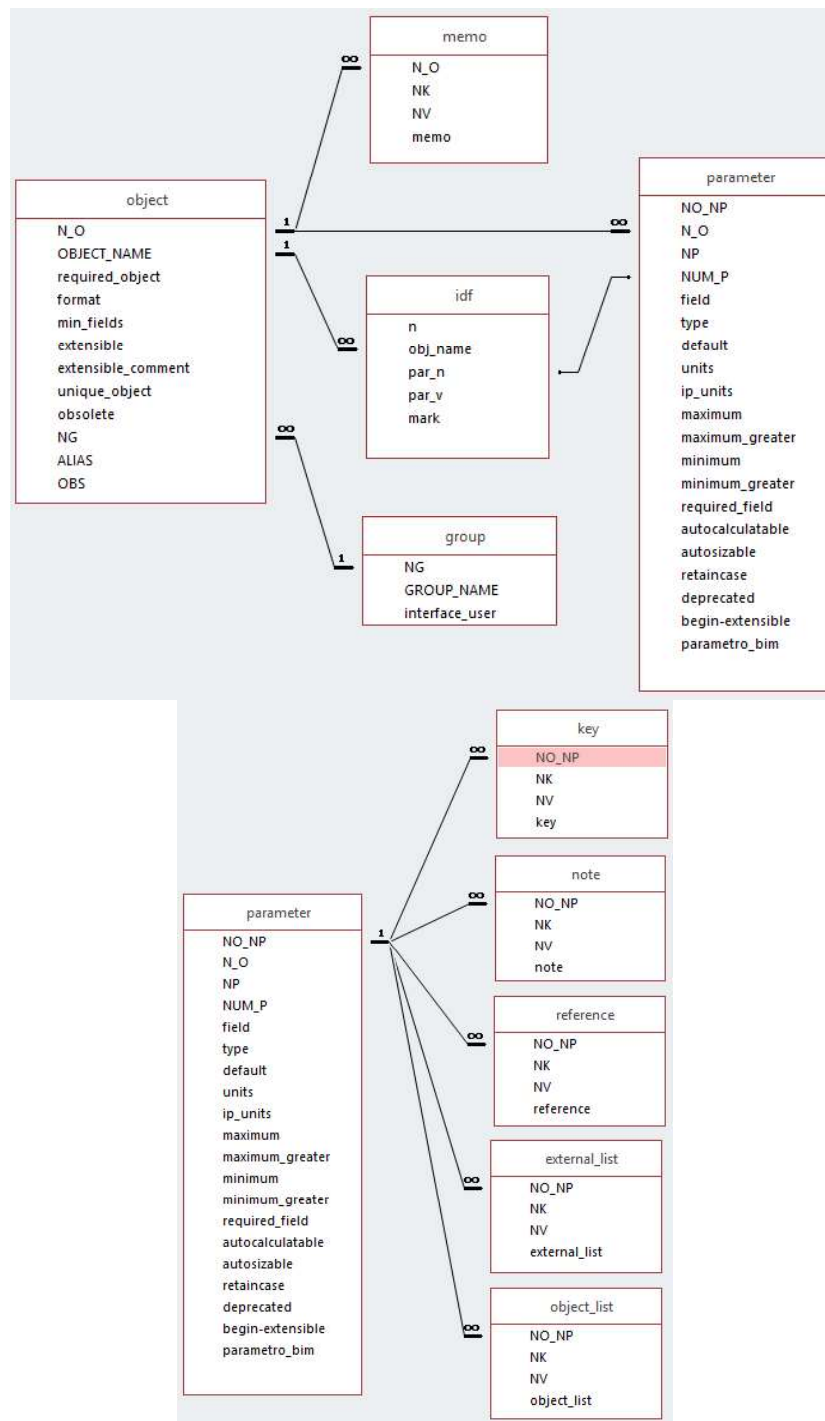 memo
N_O
NK
NV
memo
∞
object
N_O
OBJECT_NAME
required_object
format
min_fields
extensible
extensible_comment
unique_object
obsolete
NG
ALIAS
OBS
1
1
∞
∞
∞
idf
n
obj_name
par_n
par_v
mark
1
group
NG
GROUP_NAME
interface_user
parameter
NO_NP
N_O
NP
NUM_P
field
type
default
units
ip_units
maximum
maximum_greater
minimum
minimum_greater
required_field
autocalculatable
autosizable
retaincase
deprecated
begin-extensible
parametro_bim
parameter
NO_NP
N_O
NP
NUM_P
field
type
default
units
ip_units
maximum
maximum_greater
minimum
minimum_greater
required_field
autocalculatable
autosizable
retaincase
deprecated
begin-extensible
parametro_bim
1
∞
key
NO_NP
NK
NV
key
∞
note
NO_NP
NK
NV
note
∞
reference
NO_NP
NK
NV
reference
∞
external_list
NO_NP
NK
NV
external_list
∞
object_list
NO_NP
NK
NV
object_list